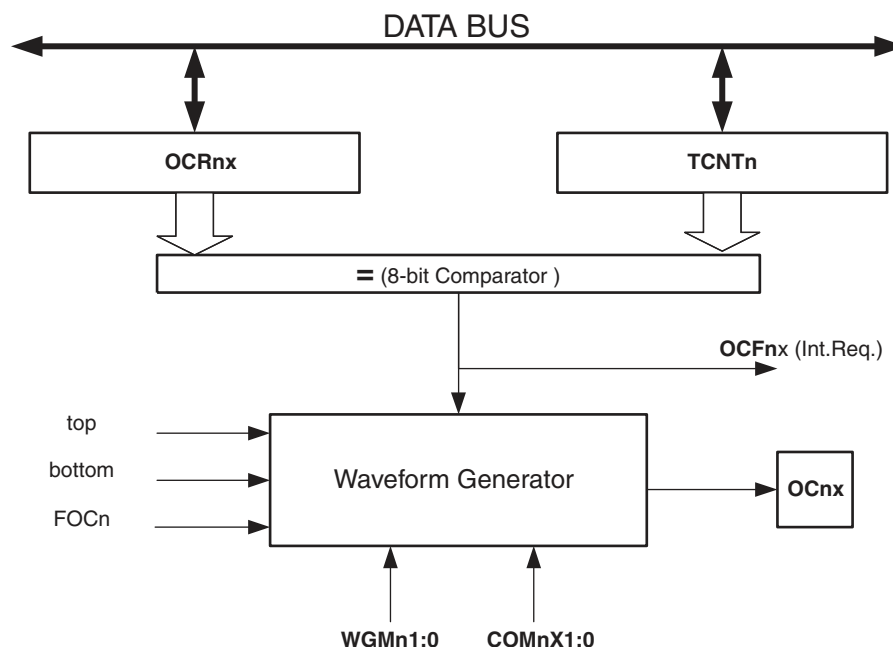 DATA BUS
OCRnx
TCNTn
= (8-bit Comparator )
OCFnx (Int.Req.)
top
bottom
FOCn
Waveform Generator
OCnx
WGMn1:0
COMnX1:0